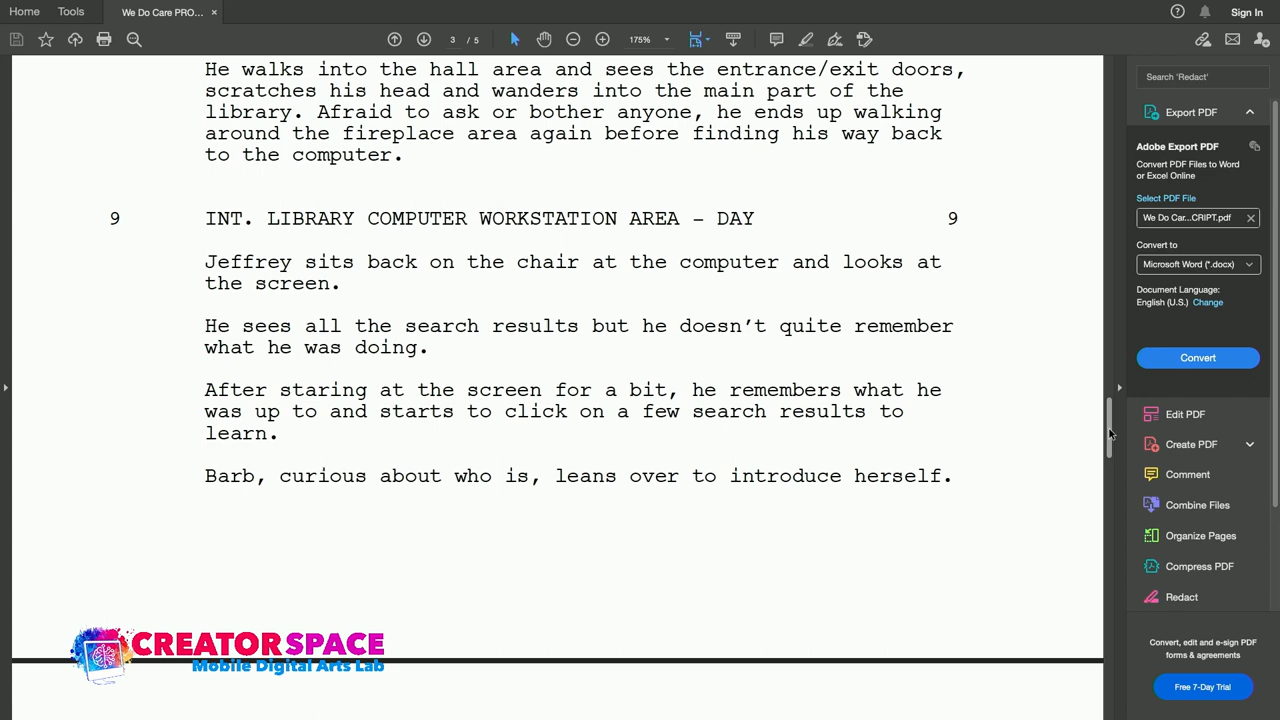 Home Tools We Do Care PRO... × Sign In
3 / 5 175%
He walks into the hall area and sees the entrance/exit doors,
scratches his head and wanders into the main part of the
library. Afraid to ask or bother anyone, he ends up walking
around the fireplace area again before finding his way back
to the computer.
9 INT. LIBRARY COMPUTER WORKSTATION AREA – DAY 9
Jeffrey sits back on the chair at the computer and looks at
the screen.
He sees all the search results but he doesn't quite remember
what he was doing.
After staring at the screen for a bit, he remembers what he
was up to and starts to click on a few search results to
learn.
Barb, curious about who is, leans over to introduce herself.
CREATOR SPACE
Mobile Digital Arts Lab
Search 'Redact'
Export PDF
Adobe Export PDF
Convert PDF Files to Word
or Excel Online
Select PDF File
We Do Car...CRIPT.pdf
Convert to
Microsoft Word (*.docx)
Document Language:
English (U.S.) Change
Convert
Edit PDF
Create PDF
Comment
Combine Files
Organize Pages
Compress PDF
Redact
Convert, edit and e-sign PDF
forms & agreements
Free 7-Day Trial